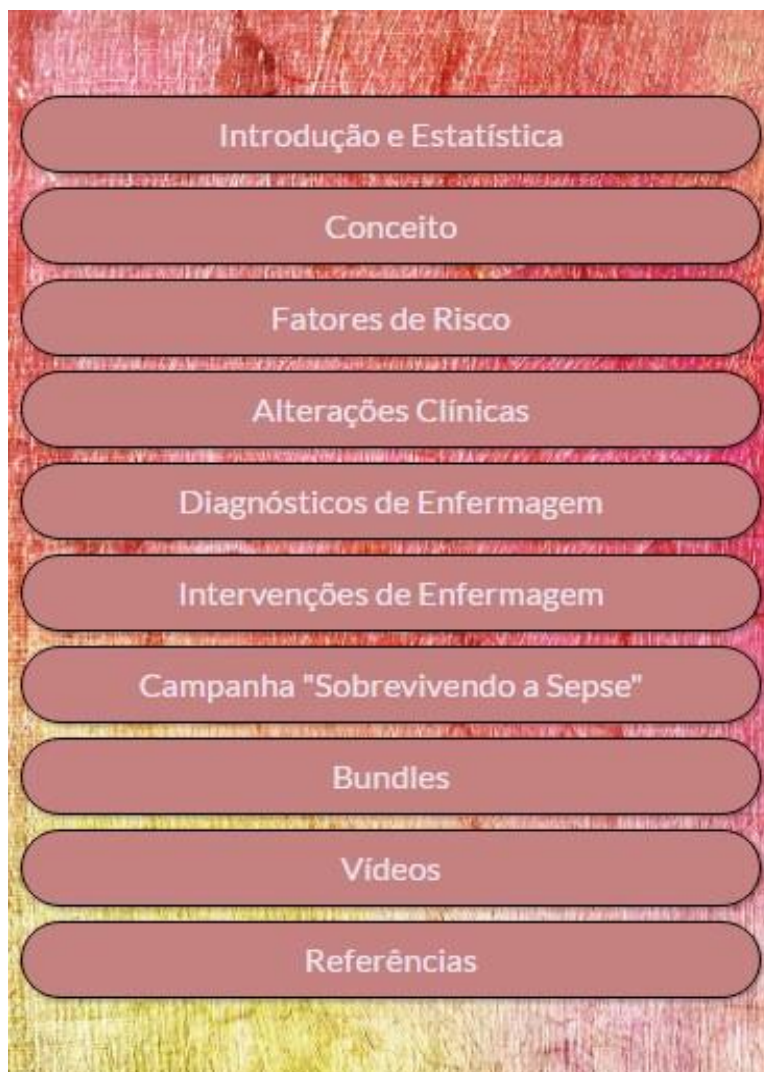 Introdução e Estatística
Conceito
Fatores de Risco
Alterações Clínicas
Diagnósticos de Enfermagem
Intervenções de Enfermagem
Campanha "Sobrevivendo a Sepse"
Bundles
Vídeos
Referências